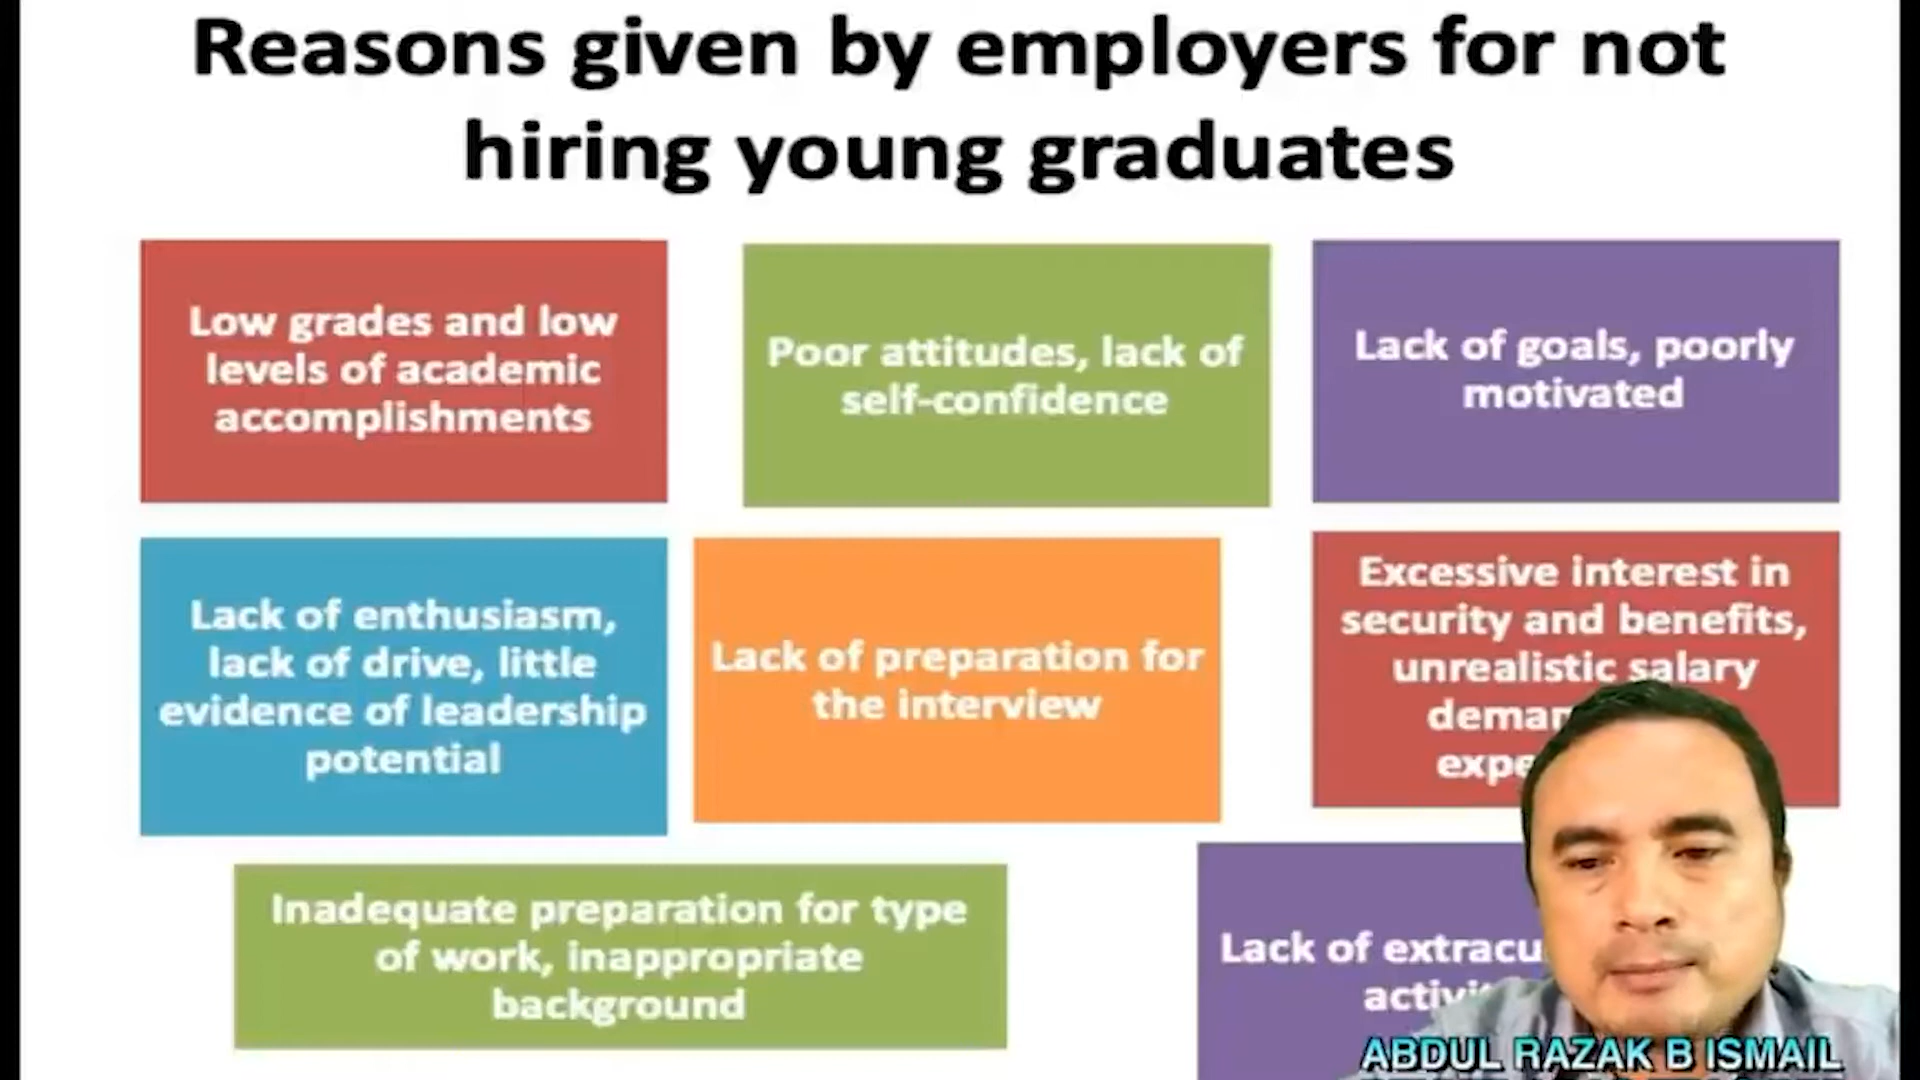 Reasons given by employers for not
hiring young graduates
Low grades and low
levels of academic
accomplishments
Poor attitudes, lack of
self-confidence
Lack of goals, poorly
motivated
Lack of enthusiasm,
lack of drive, little
evidence of leadership
potential
Lack of preparation for
the interview
Excessive interest in
security and benefits,
unrealistic salary
Inadequate preparation for type
of work, inappropriate
background
Lack of
ABDUL RAZAK B ISMAIL